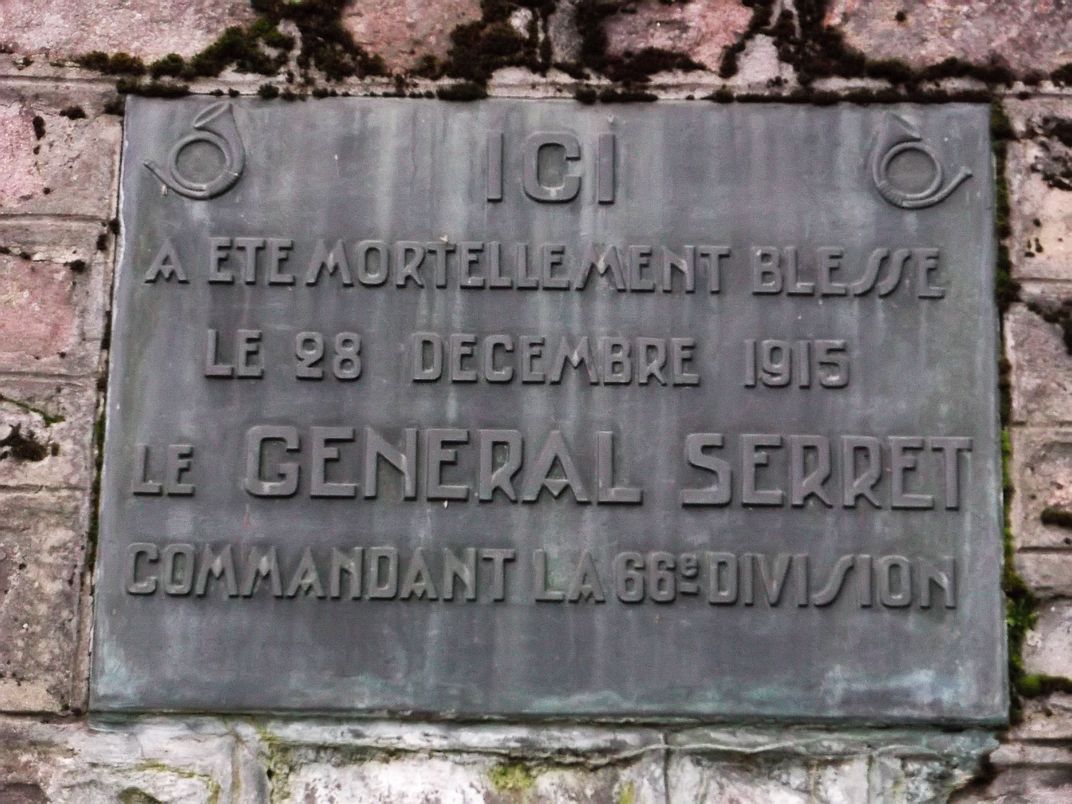 ICI
A ETE MORTELLEMENT BLESSE
LE 28 DECEMBRE 1915
LE GENERAL SERRET
COMMANDANT LA 66e DIVISION